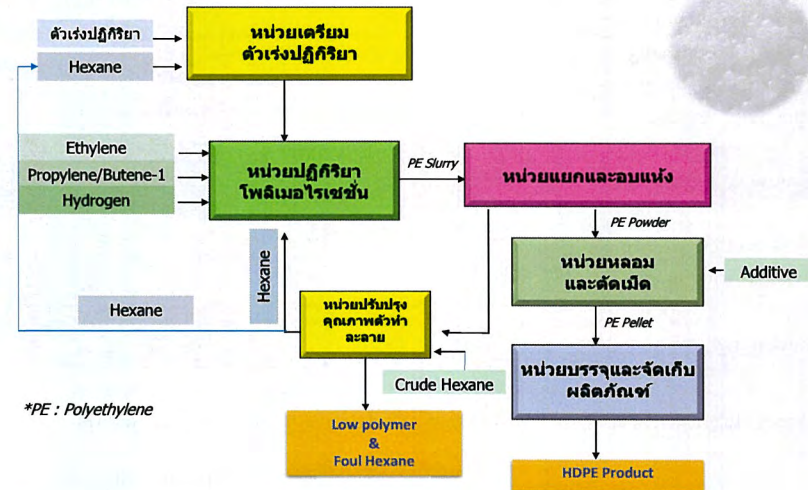 ตัวเร่งปฏิกิริยา
Hexane
หน่วยเตรียม
ตัวเร่งปฏิกิริยา
Ethylene
Propylene/Butene-1
Hydrogen
หน่วยปฏิกิริยา
โพลิเมอไรเซชั่น
PE Slurry
หน่วยแยกและอบแห้ง
PE Powder
หน่วยหลอม
และตัดเม็ด
Additive
Hexane
Hexane
หน่วยปรับปรุง
คุณภาพตัวทำ
ละลาย
PE Pellet
Crude Hexane
หน่วยบรรจุและจัดเก็บ
ผลิตภัณฑ์
*PE : Polyethylene
Low polymer
&
Foul Hexane
HDPE Product